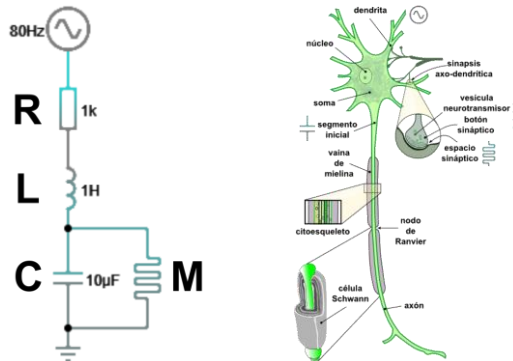 80Hz
R
1k
L
1H
C
10µF
M
dendrita
núcleo
soma
sinapsis
axo-dendrítica
vesícula
neurotransmisor
botón
sináptico
espacio
sináptico
segmento
inicial
vaina
de
mielina
citoesqueleto
nodo
de
Ranvier
célula
Schwann
axón